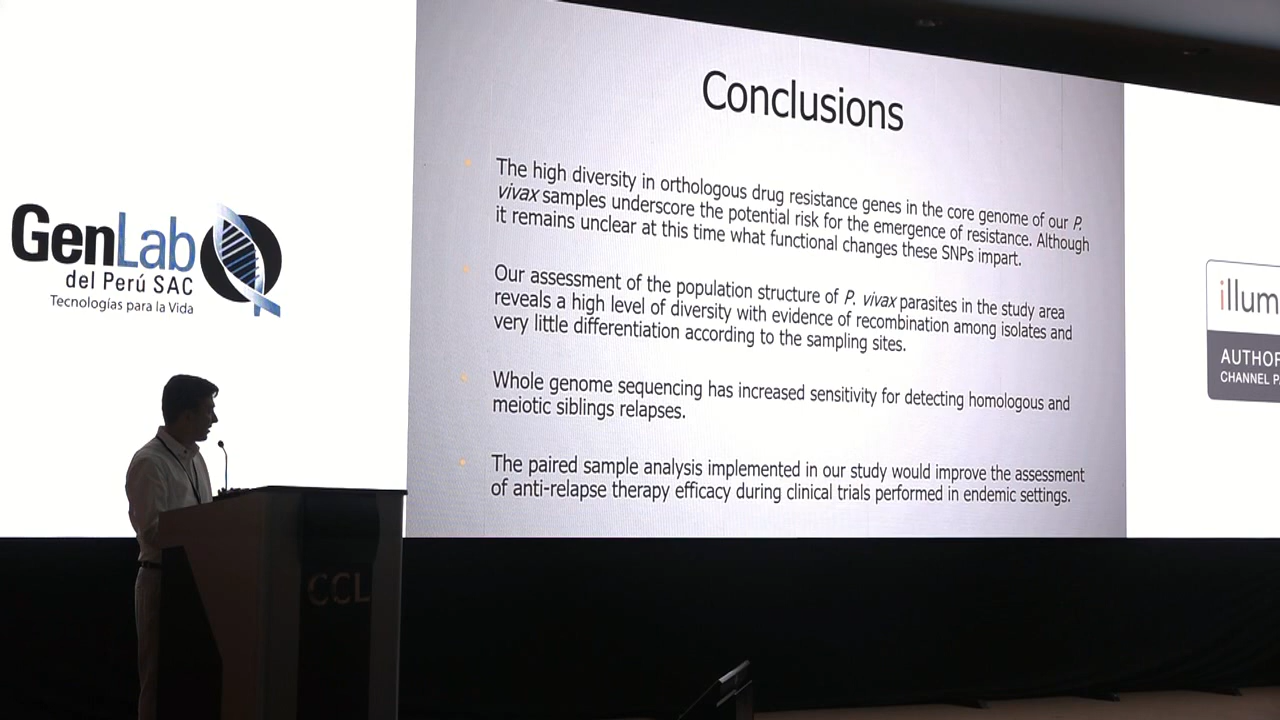 Conclusions
The high diversity in orthologous drug resistance genes in the core genome of our P.
vivax samples underscore the potential risk for the emergence of resistance. Although
it remains unclear at this time what functional changes these SNPs impart.
Our assessment of the population structure of P. vivax parasites in the study area
reveals a high level of diversity with evidence of recombination among isolates and
very little differentiation according to the sampling sites.
Whole genome sequencing has increased sensitivity for detecting homologous and
meiotic siblings relapses.
The paired sample analysis implemented in our study would improve the assessment
of anti-relapse therapy efficacy during clinical trials performed in endemic settings.
GenLab
del Perú SAC
Tecnologías para la Vida
illum
AUTHOR
CHANNEL P
CCL